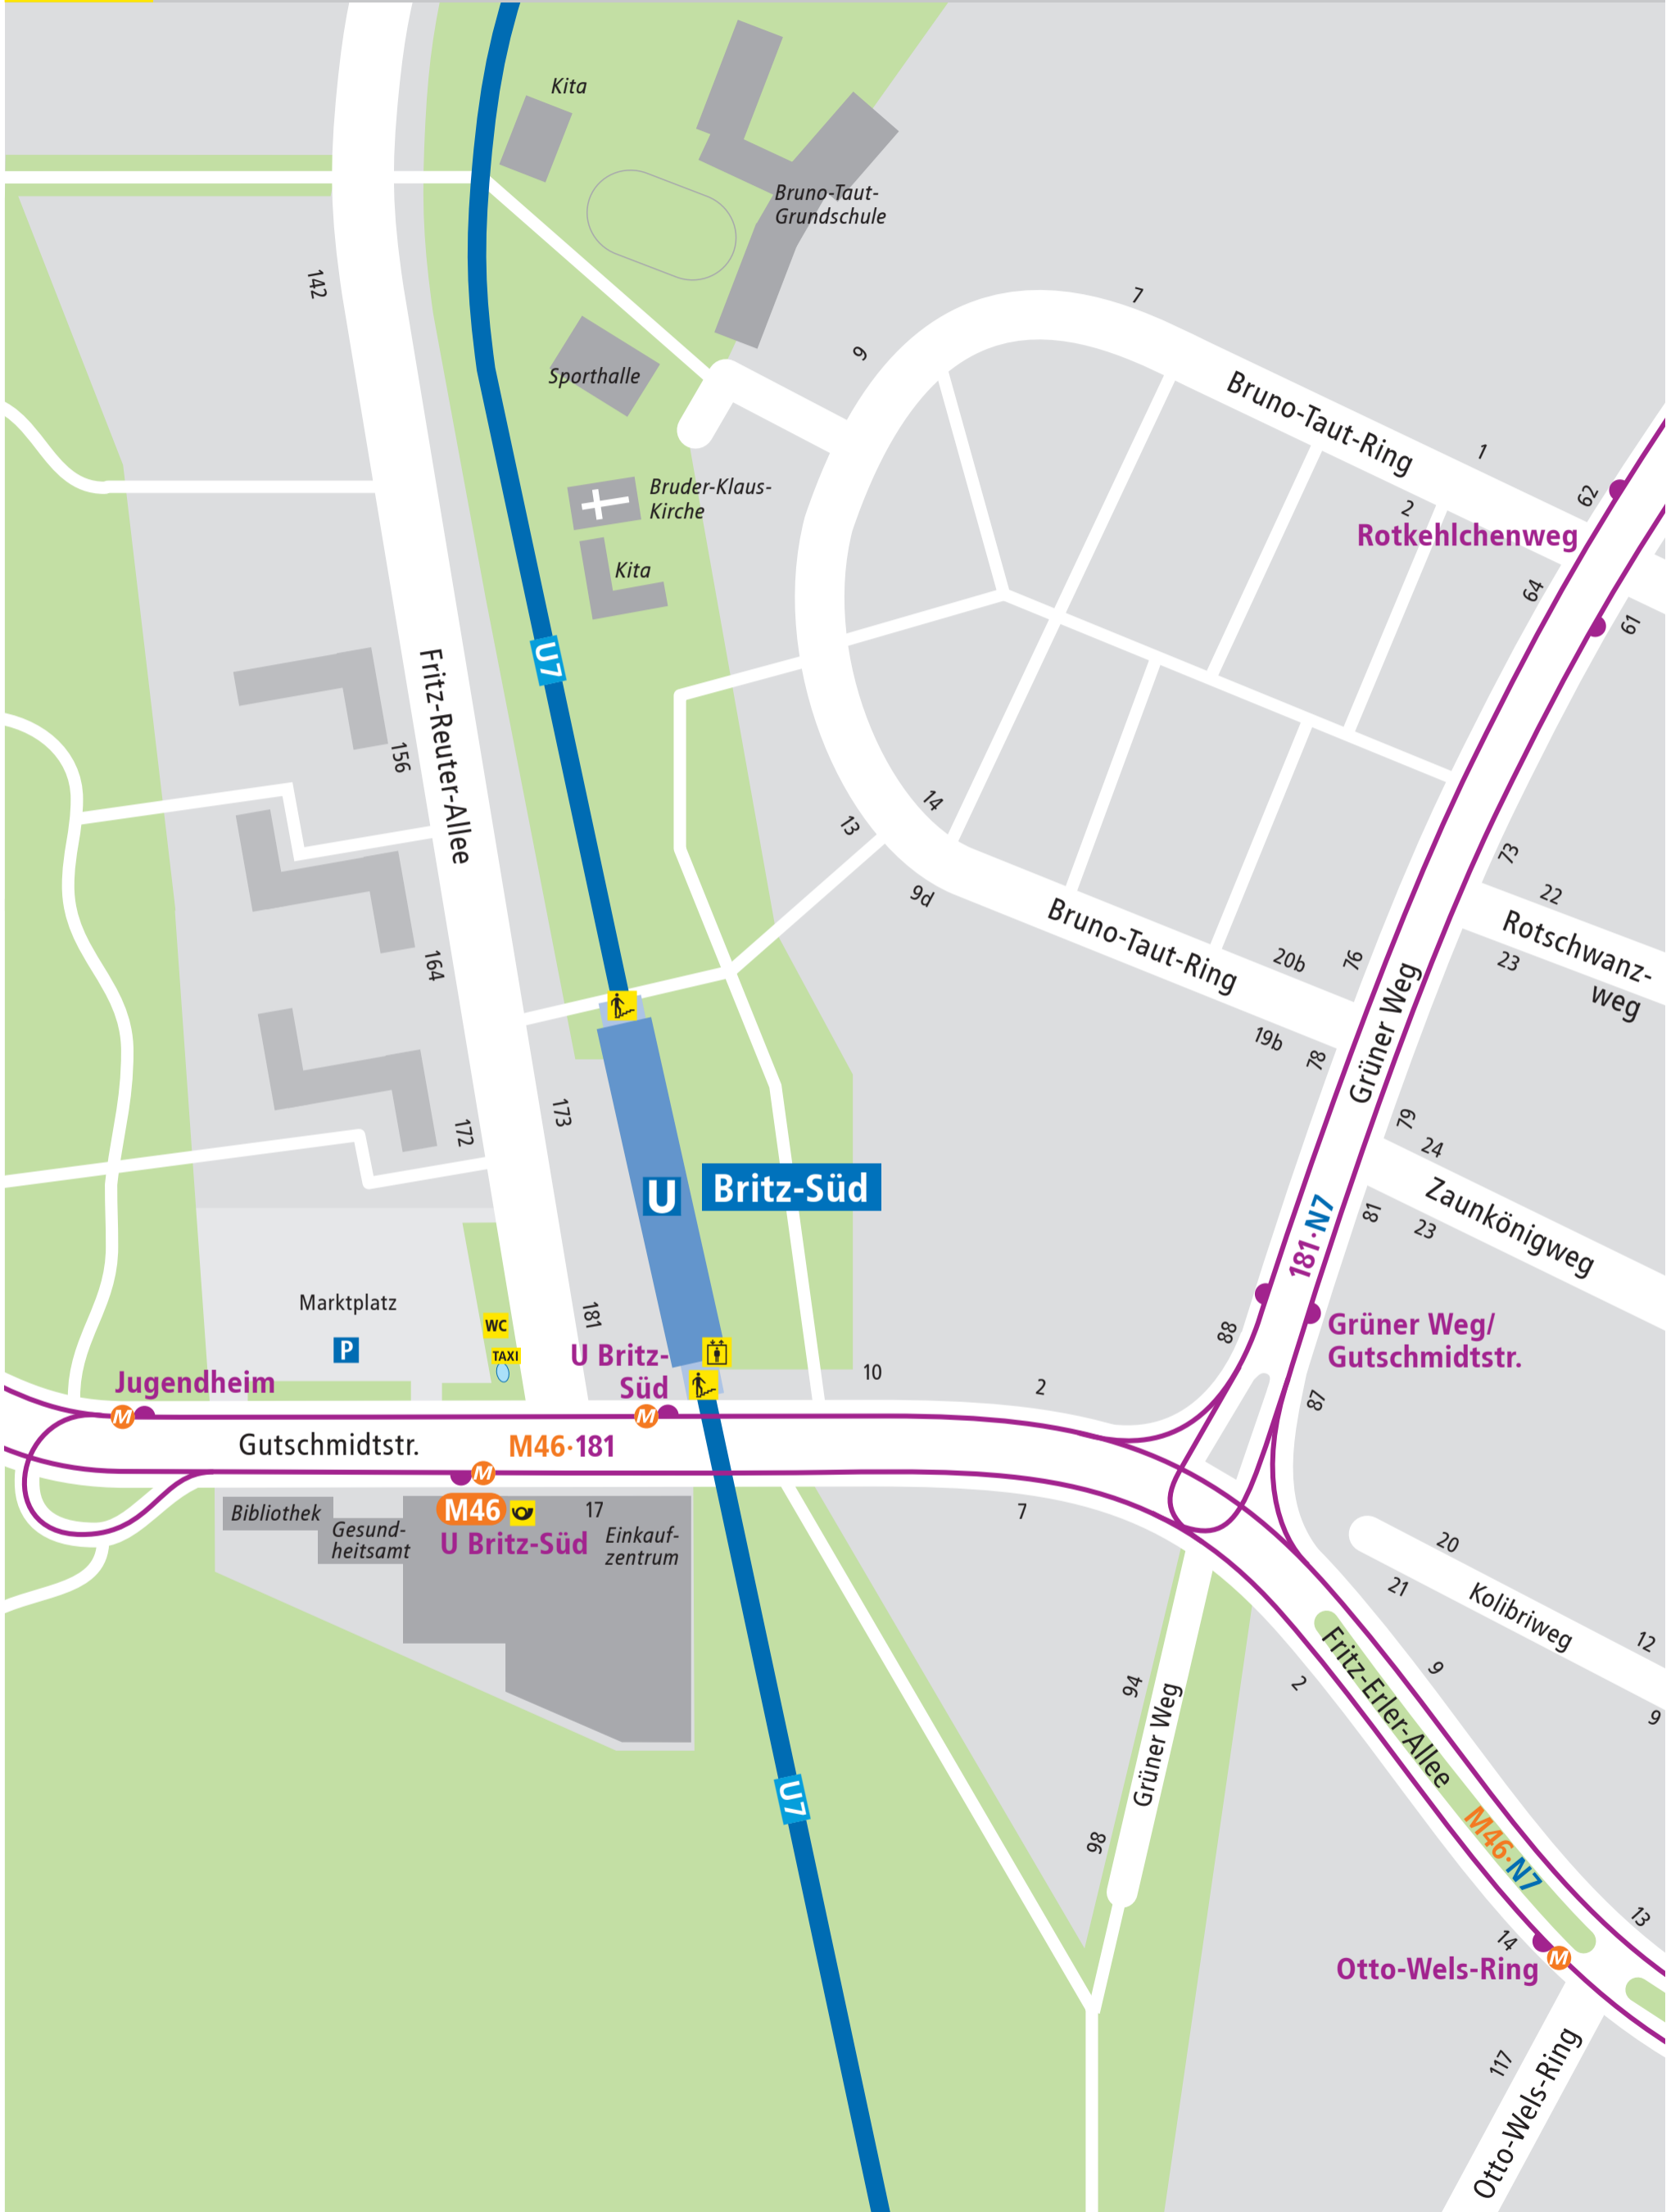 Kita
Bruno-Taut-
Grundschule
142
7
9
Sporthalle
Bruno-Taut-Ring
1
62
2
Bruder-Klaus-
Kirche
Rotkehlchenweg
Kita
64
61
U7
Fritz-Reuter-Allee
156
14
13
73
9d
22
Bruno-Taut-Ring
Rotschwanz-
weg
20b
76
23
164
Grüner Weg
19b
78
173
172
79
24
U
Britz-Süd
Zaunkönigweg
81
23
181·N7
Marktplatz
181
WC
P
TAXI
U Britz-
Süd
88
Grüner Weg/
Gutschmidtstr.
Jugendheim
10
2
87
M
M
Gutschmidtstr.
M46·181
M
Bibliothek
M46
17
Gesund-
heitsamt
U Britz-Süd
Einkauf-
zentrum
7
20
21
Kolibriweg
12
9
Fritz-Erler-Allee
9
2
94
Grüner Weg
U7
98
M46·N7
13
14
M
Otto-Wels-Ring
117
Otto-Wels-Ring